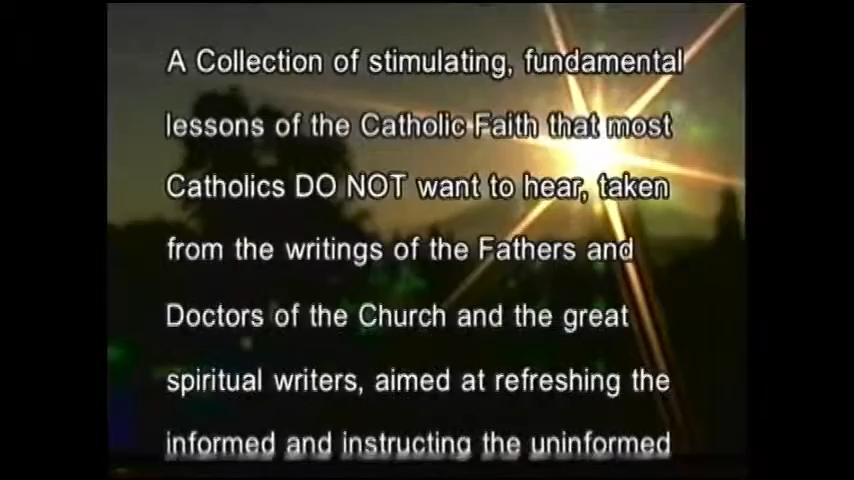 A Collection of stimulating, fundamental
lessons of the Catholic Faith that most
Catholics DO NOT want to hear, taken
from the writings of the Fathers and
Doctors of the Church and the great
spiritual writers, aimed at refreshing the
informed and instructing the uninformed